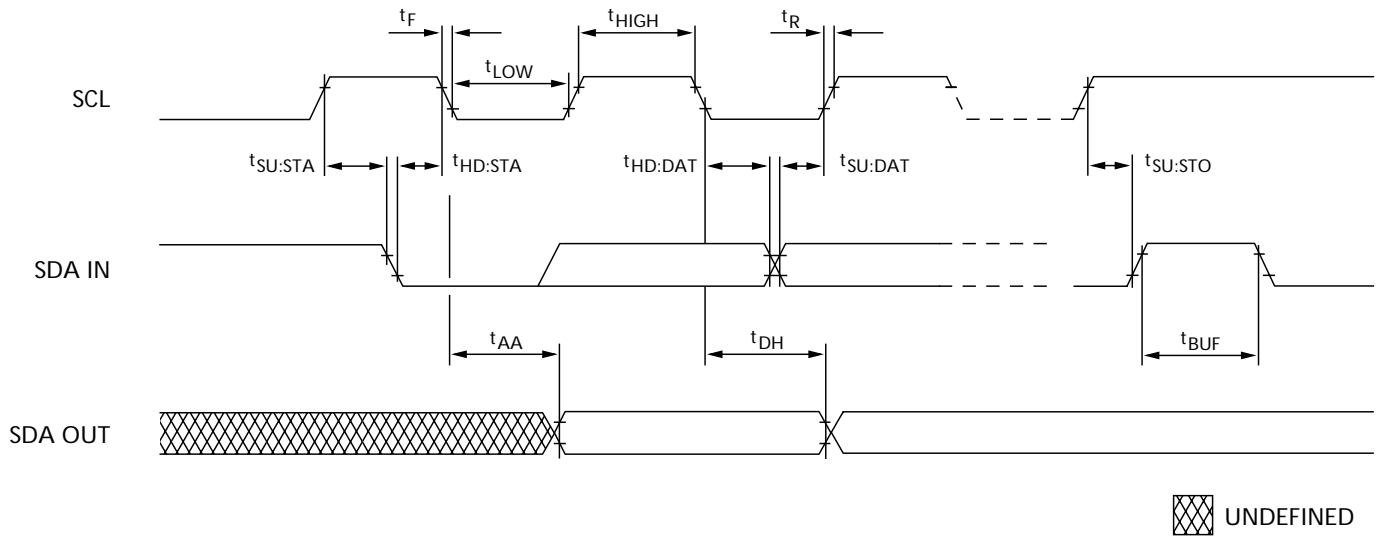 tF
tHIGH
tR
tLOW
SCL
tSU:STA
tHD:STA
tHD:DAT
tSU:DAT
tSU:STO
SDA IN
tAA
tDH
tBUF
SDA OUT
UNDEFINED